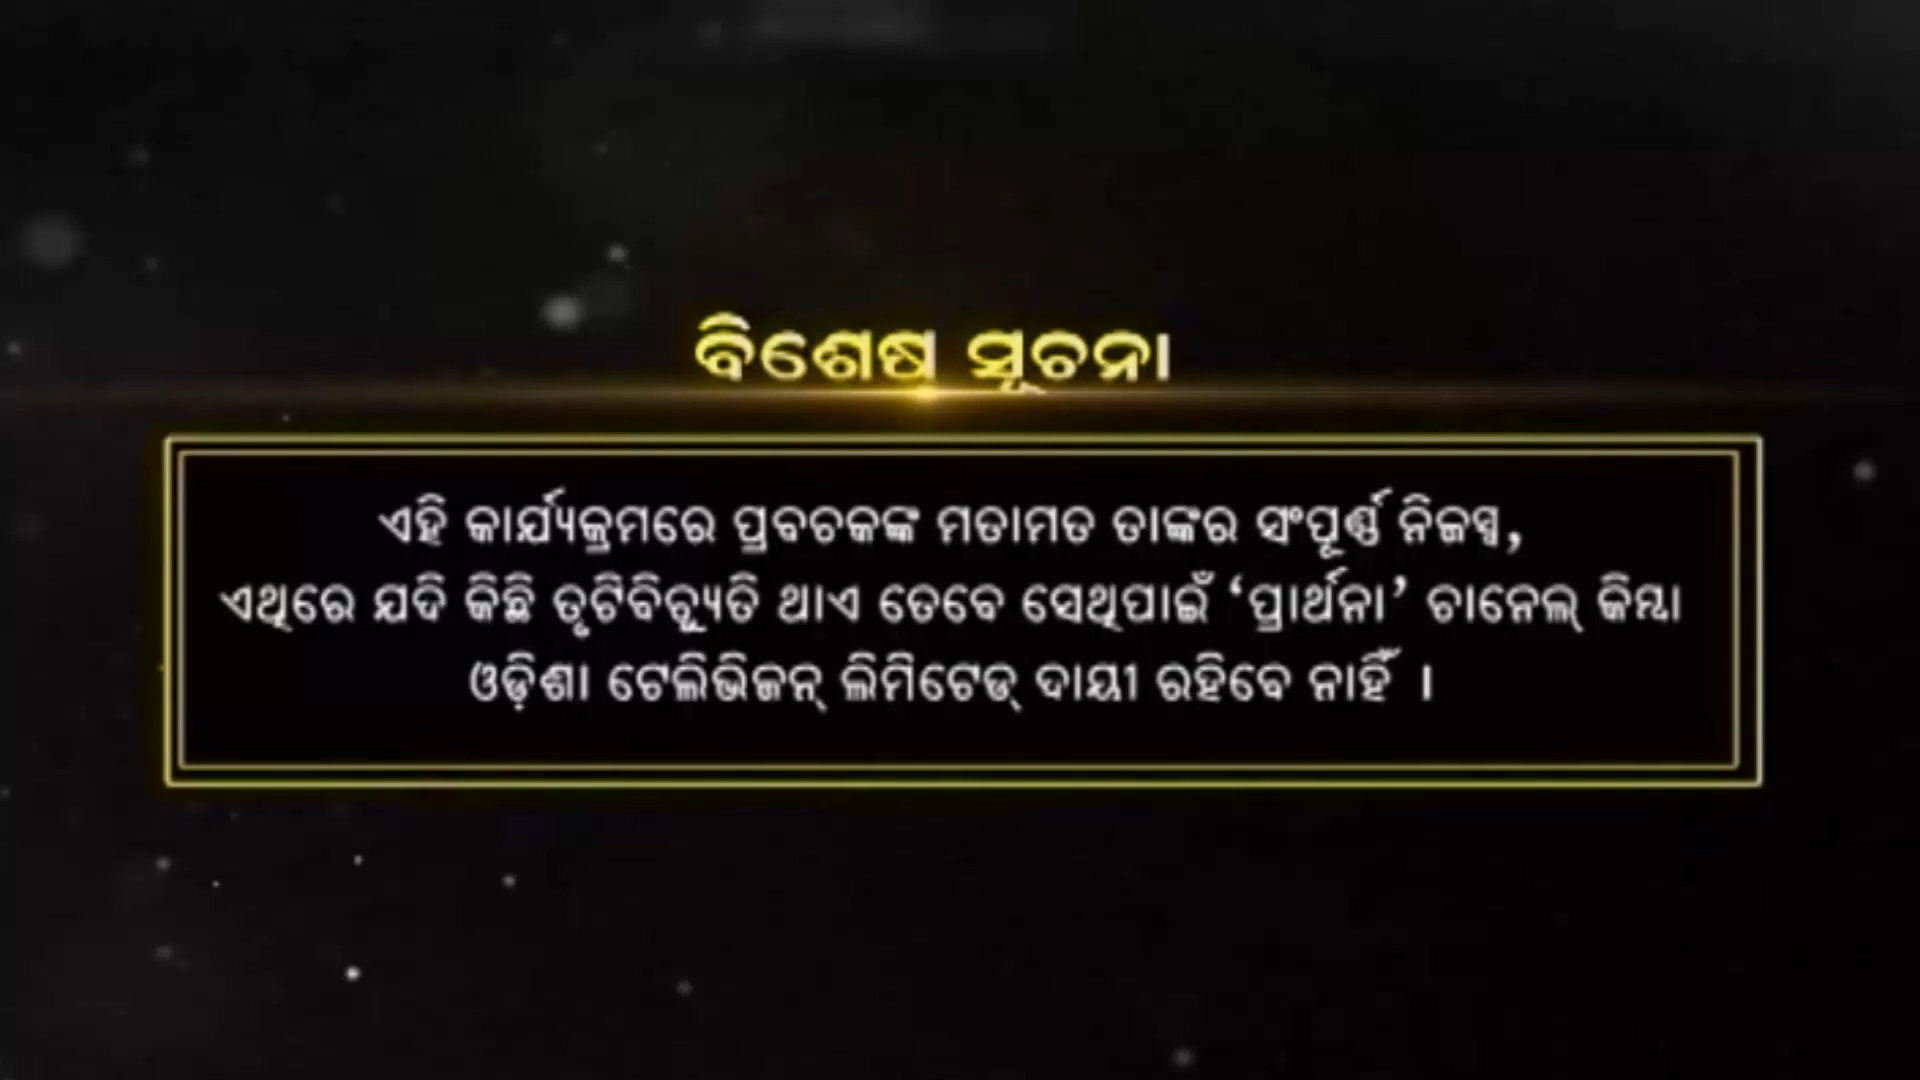 ବିଶେଷ ସୂଚନା
ଏହି କାର୍ଯ୍ୟକ୍ରମରେ ପ୍ରବଚକଙ୍କ ମତାମତ ତାଙ୍କର ସଂପୂର୍ଣ୍ଣ ନିଜସ୍ୱ,
ଏଥିରେ ଯଦି କିଛି ତୃଟିବିଚ୍ୟୁତି ଥାଏ ତେବେ ସେଥିପାଇଁ ‘ପ୍ରାର୍ଥନା’ ଚାନେଲ୍ କିମ୍ବା
ଓଡ଼ିଶା ଟେଲିଭିଜନ୍ ଲିମିଟେଡ୍ ଦାୟୀ ରହିବେ ନାହିଁ ।